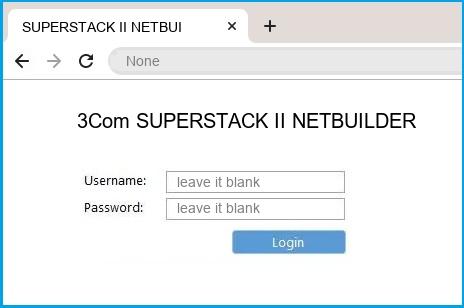 SUPERSTACK II NETBUI
None
3Com SUPERSTACK II NETBUILDER
Username: leave it blank
Password: leave it blank
Login